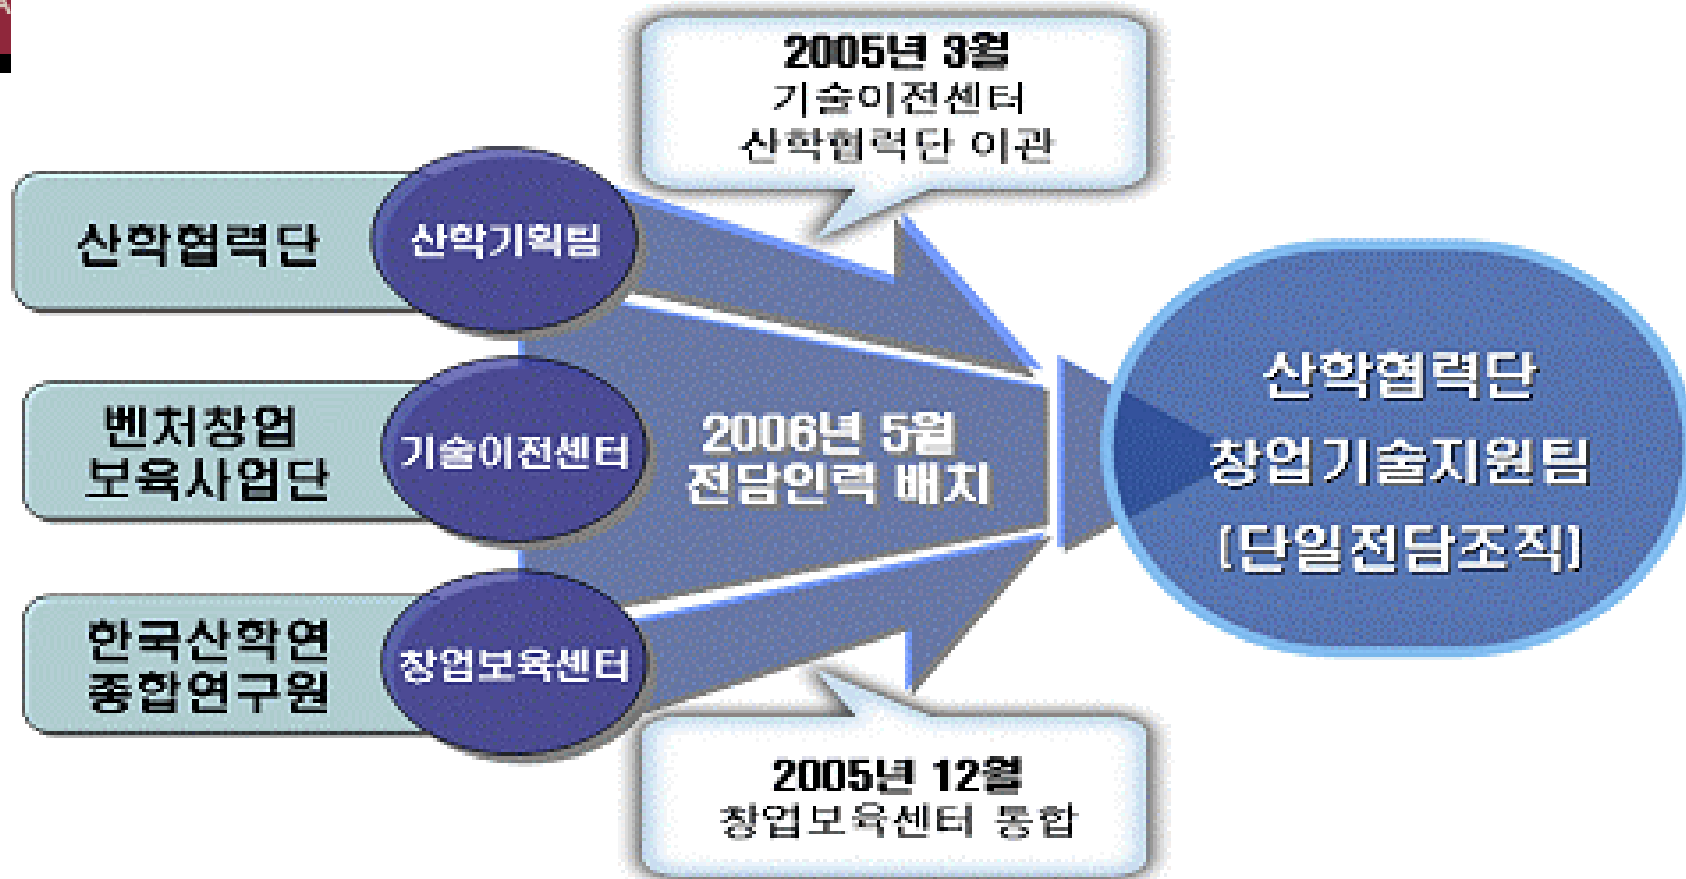 2005년 3월
기술이전센터
산학협력단 이관
산학협력단
산학기획팀
벤처창업
보육사업단
기술이전센터
2006년 5월
전담인력 배치
한국산학연
종합연구원
창업보육센터
2005년 12월
창업보육센터 통합
산학협력단
창업기술지원팀
[단일전담조직]